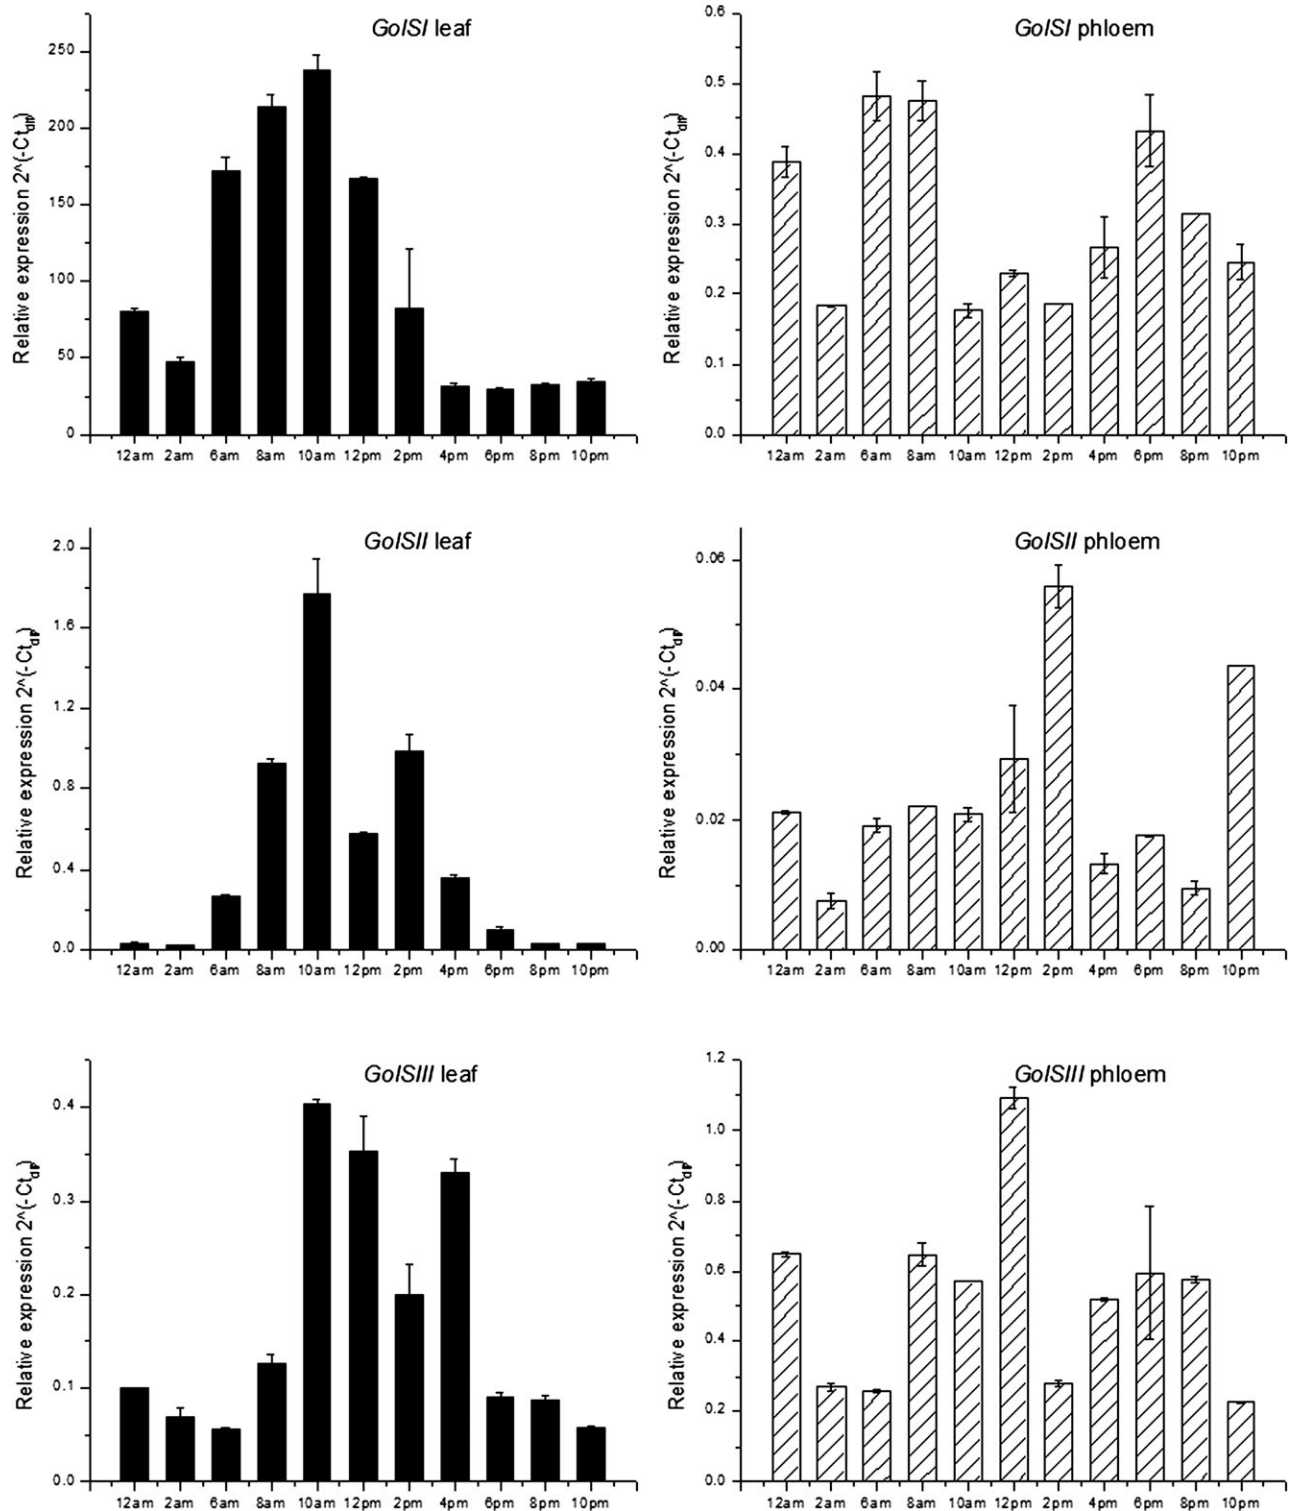 GolSI leaf
Relative expression 2^(-Ct_dif)
250
200
150
100
50
0
12am 2am 6am 8am 10am 12pm 2pm 4pm 6pm 8pm 10pm
GolSI phloem
Relative expression 2^(-Ct_dif)
0.6
0.5
0.4
0.3
0.2
0.1
0.0
12am 2am 6am 8am 10am 12pm 2pm 4pm 6pm 8pm 10pm
GolSII leaf
Relative expression 2^(-Ct_dif)
2.0
1.6
1.2
0.8
0.4
0.0
12am 2am 6am 8am 10am 12pm 2pm 4pm 6pm 8pm 10pm
GolSII phloem
Relative expression 2^(-Ct_dif)
0.06
0.04
0.02
0.00
12am 2am 6am 8am 10am 12pm 2pm 4pm 6pm 8pm 10pm
GolSIII leaf
Relative expression 2^(-Ct_dif)
0.4
0.3
0.2
0.1
0.0
12am 2am 6am 8am 10am 12pm 2pm 4pm 6pm 8pm 10pm
GolSIII phloem
Relative expression 2^(-Ct_dif)
1.2
1.0
0.8
0.6
0.4
0.2
0.0
12am 2am 6am 8am 10am 12pm 2pm 4pm 6pm 8pm 10pm